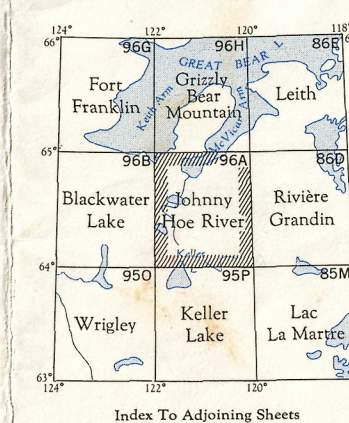 124° 122° 120° 118°
66°
96G 96H 86E
GREAT BEAR L
Fort
Franklin
Keith Arm
Grizzly
Bear
Mountain
McVicar Arm
Leith
65°
96B 96A 86D
Blackwater
Lake
Johnny
Hoe River
Rivière
Grandin
Keller
64°
95O 95P 85M
Wrigley
Keller
Lake
Lac
La Martre
63°
124° 122° 120°
Index To Adjoining Sheets